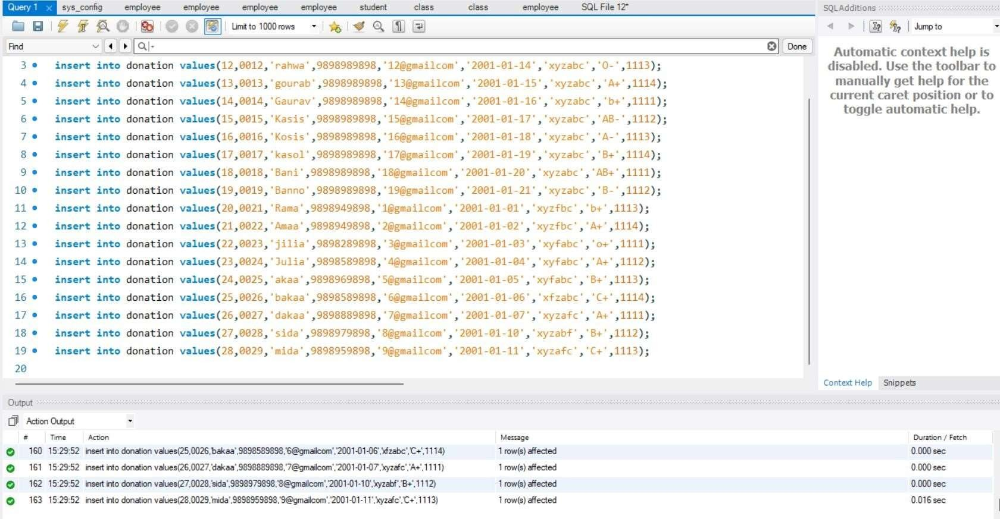 Query 1 sys_config employee employee employee employee student class class employee SQL File 12*
Limit to 1000 rows
Find Done
3 insert into donation values(12,0012,'rahwa',9898989898,'12@gmailcom','2001-01-14','xyzabc','O-',1113);
4 insert into donation values(13,0013,'gourab',9898989898,'13@gmailcom','2001-01-15','xyzabc','A+',1114);
5 insert into donation values(14,0014,'Gaurav',9898989898,'14@gmailcom','2001-01-16','xyzabc','b+',1111);
6 insert into donation values(15,0015,'Kasis',9898989898,'15@gmailcom','2001-01-17','xyzabc','AB-',1112);
7 insert into donation values(16,0016,'Kosis',9898989898,'16@gmailcom','2001-01-18','xyzabc','A-',1113);
8 insert into donation values(17,0017,'kasol',9898989898,'17@gmailcom','2001-01-19','xyzabc','B+',1114);
9 insert into donation values(18,0018,'Bani',9898989898,'18@gmailcom','2001-01-20','xyzabc','AB+',1111);
10 insert into donation values(19,0019,'Banno',9898989898,'19@gmailcom','2001-01-21','xyzabc','B-',1112);
11 insert into donation values(20,0021,'Rama',9898949898,'1@gmailcom','2001-01-01','xyzfbc','b+',1113);
12 insert into donation values(21,0022,'Amaa',9898949898,'2@gmailcom','2001-01-02','xyzfbc','A+',1114);
13 insert into donation values(22,0023,'jilia',9898289898,'3@gmailcom','2001-01-03','xyfabc','o+',1111);
14 insert into donation values(23,0024,'Julia',9898589898,'4@gmailcom','2001-01-04','xyfabc','A+',1112);
15 insert into donation values(24,0025,'akaa',9898969898,'5@gmailcom','2001-01-05','xyfabc','B+',1113);
16 insert into donation values(25,0026,'bakaa',9898589898,'6@gmailcom','2001-01-06','xfzabc','C+',1114);
17 insert into donation values(26,0027,'dakaa',9898889898,'7@gmailcom','2001-01-07','xyzafc','A+',1111);
18 insert into donation values(27,0028,'sida',9898979898,'8@gmailcom','2001-01-10','xyzabf','B+',1112);
19 insert into donation values(28,0029,'mida',9898959898,'9@gmailcom','2001-01-11','xyzafc','C+',1113);
20
SQLAdditions
Jump to
Automatic context help is
disabled. Use the toolbar to
manually get help for the
current caret position or to
toggle automatic help.
Context Help Snippets
Output
Action Output
# Time Action Message Duration / Fetch
160 15:29:52 insert into donation values(25,0026,'bakaa',9898589898,'6@gmailcom','2001-01-06','xfzabc','C+',1114) 1 row(s) affected 0.000 sec
161 15:29:52 insert into donation values(26,0027,'dakaa',9898889898,'7@gmailcom','2001-01-07','xyzafc','A+',1111) 1 row(s) affected 0.000 sec
162 15:29:52 insert into donation values(27,0028,'sida',9898979898,'8@gmailcom','2001-01-10','xyzabf','B+',1112) 1 row(s) affected 0.000 sec
163 15:29:52 insert into donation values(28,0029,'mida',9898959898,'9@gmailcom','2001-01-11','xyzafc','C+',1113) 1 row(s) affected 0.016 sec